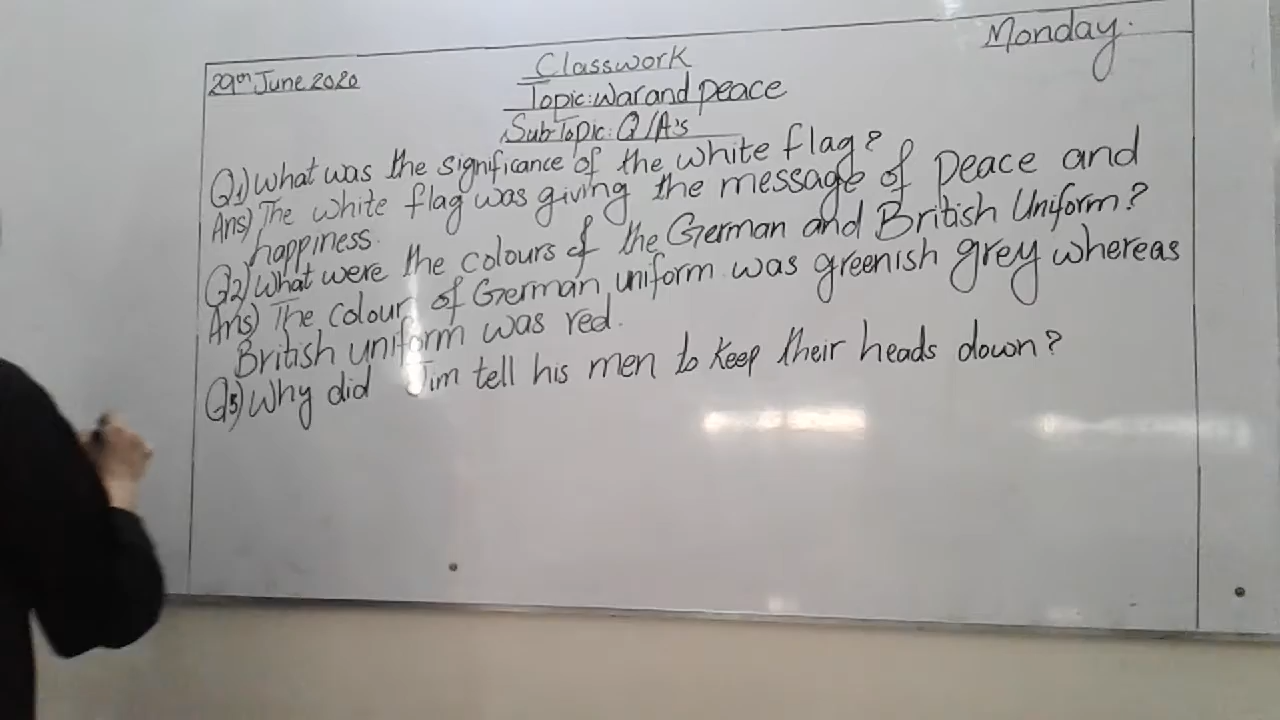 Monday.
29th June 2020
Classwork
Topic: War and peace
Sub-Topic: Q/A's
Q1) What was the significance of the white flag?
Ans) The white flag was giving the message of peace and
happiness.
Q2) What were the colours of the German and British Uniform?
Ans) The colour of German uniform was greenish grey whereas
British uniform was red.
Q3) Why did Jim tell his men to keep their heads down?